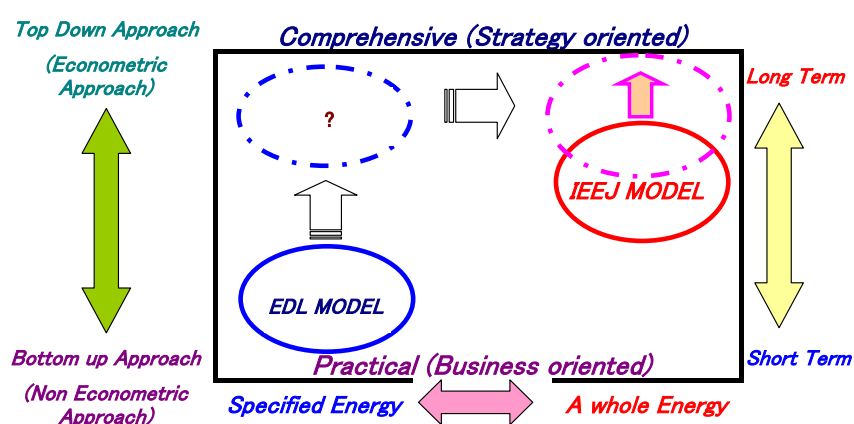 Top Down Approach
(Econometric
Approach)
Comprehensive (Strategy oriented)
Long Term
?
IEEJ MODEL
EDL MODEL
Bottom up Approach
(Non Econometric
Approach)
Practical (Business oriented)
Short Term
Specified Energy
A whole Energy